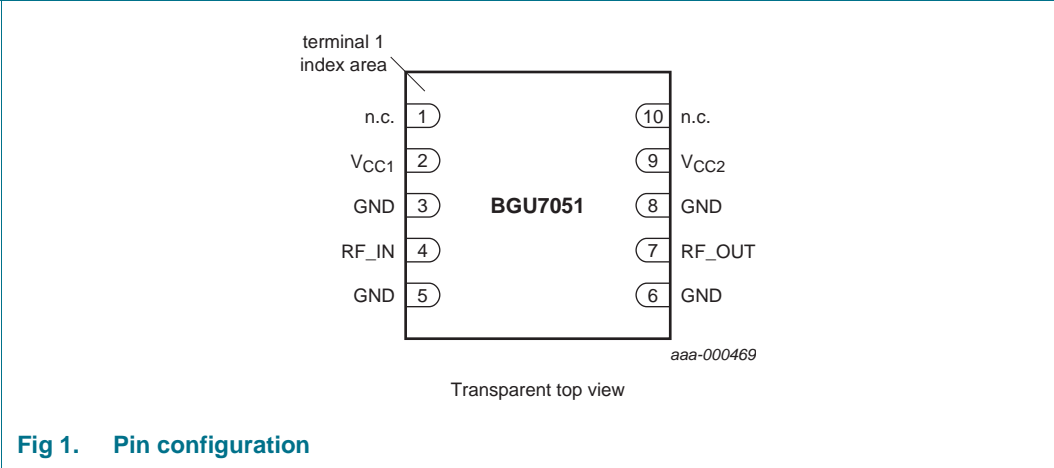 terminal 1
index area
n.c. 1 10 n.c.
VCC1 2 9 VCC2
GND 3 BGU7051 8 GND
RF_IN 4 7 RF_OUT
GND 5 6 GND
aaa-000469
Transparent top view
Fig 1. Pin configuration